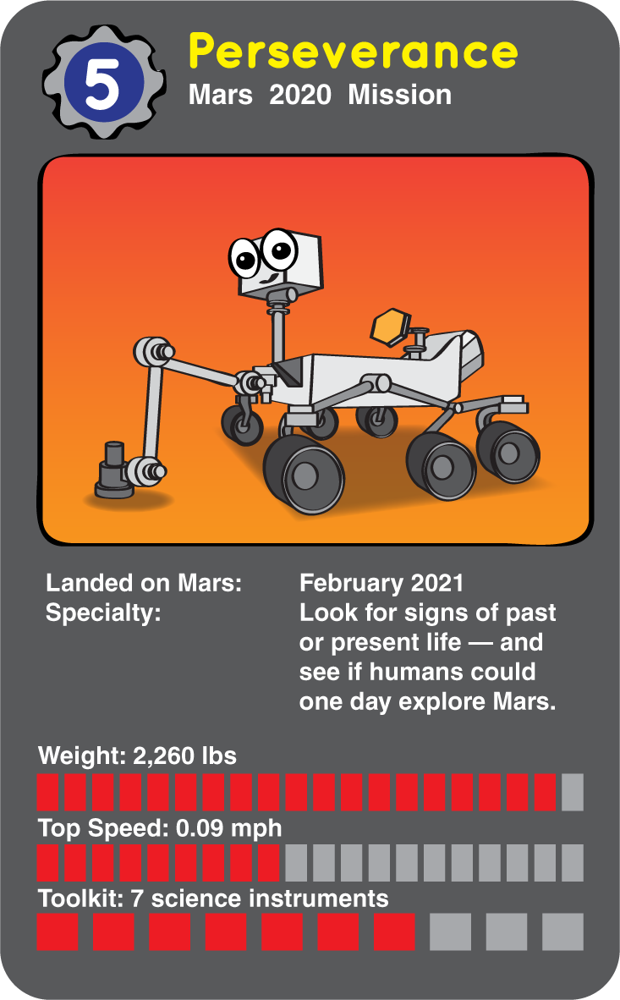 5
Perseverance
Mars 2020 Mission
Landed on Mars: February 2021
Specialty: Look for signs of past
or present life — and
see if humans could
one day explore Mars.
Weight: 2,260 lbs
Top Speed: 0.09 mph
Toolkit: 7 science instruments